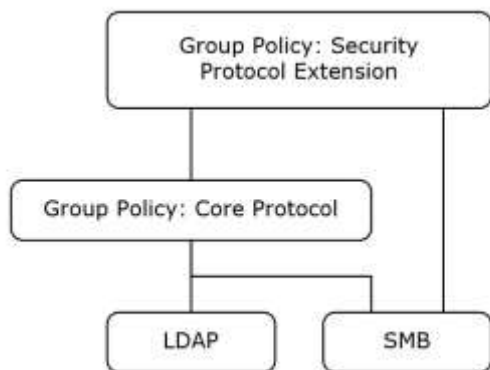 Group Policy: Security
Protocol Extension
Group Policy: Core Protocol
LDAP
SMB